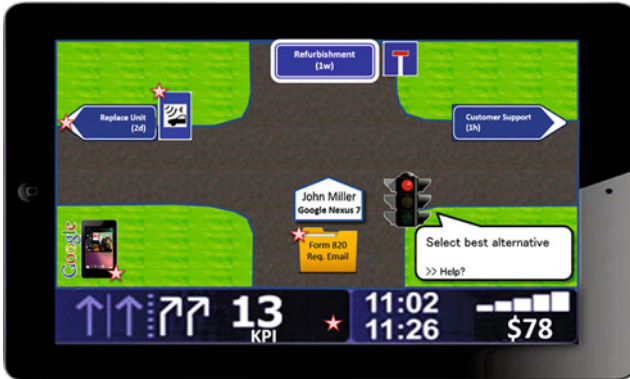 Refurbishment
(1w)
Replace Unit
(2d)
Customer Support
(1h)
John Miller
Google Nexus 7
Google
Form 820
Req. Email
Select best alternative
>> Help?
13
KPI
11:02
11:26
$78